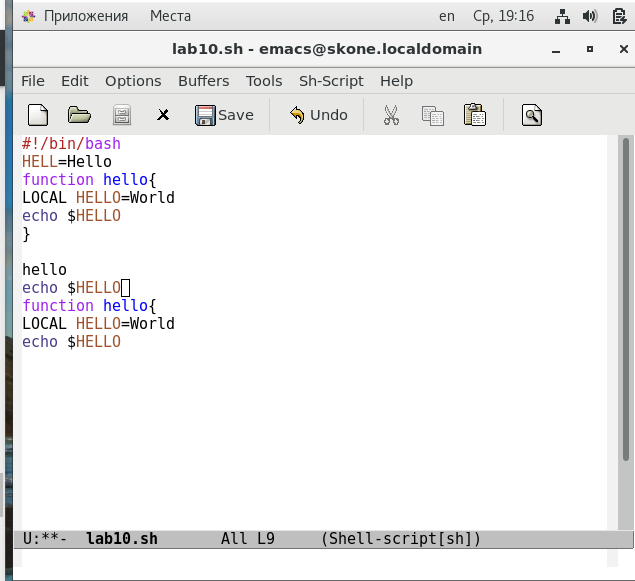 Приложения Места en Ср, 19:16
lab10.sh - emacs@skone.localdomain
File Edit Options Buffers Tools Sh-Script Help
Save Undo
#!/bin/bash
HELL=Hello
function hello{
LOCAL HELLO=World
echo $HELLO
}
hello
echo $HELLO
function hello{
LOCAL HELLO=World
echo $HELLO
U:**- lab10.sh All L9 (Shell-script[sh])